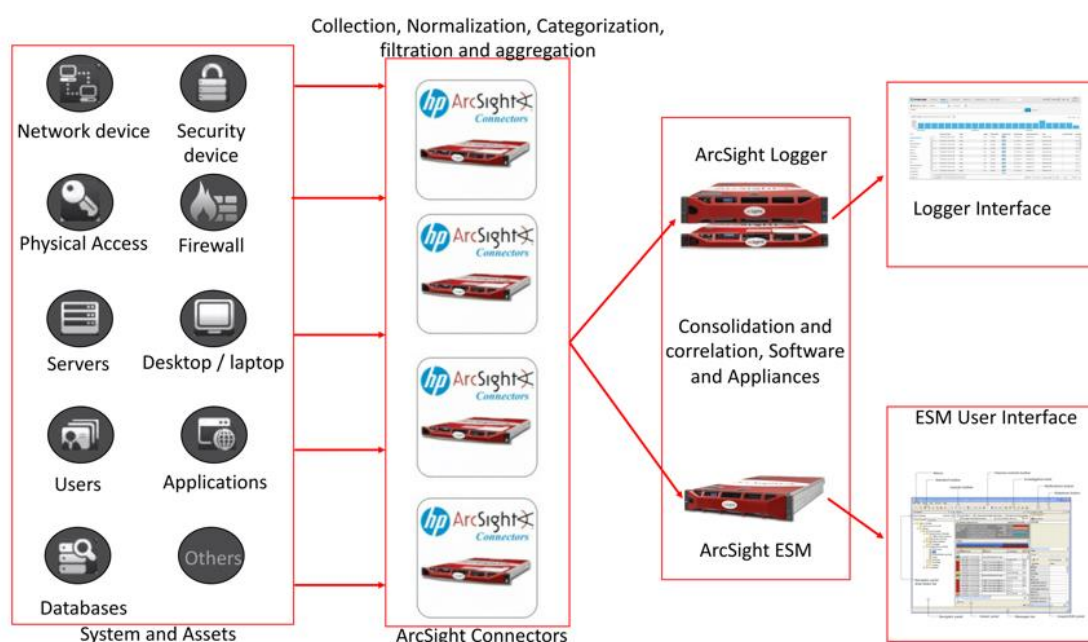 Collection, Normalization, Categorization,
filtration and aggregation
Network device
Security
device
Physical Access
Firewall
Servers
Desktop / laptop
Users
Applications
Databases
Others
System and Assets
hp ArcSight
Connectors
hp ArcSight
Connectors
hp ArcSight
Connectors
hp ArcSight
Connectors
ArcSight Connectors
ArcSight Logger
Consolidation and
correlation, Software
and Appliances
ArcSight ESM
Logger Interface
ESM User Interface